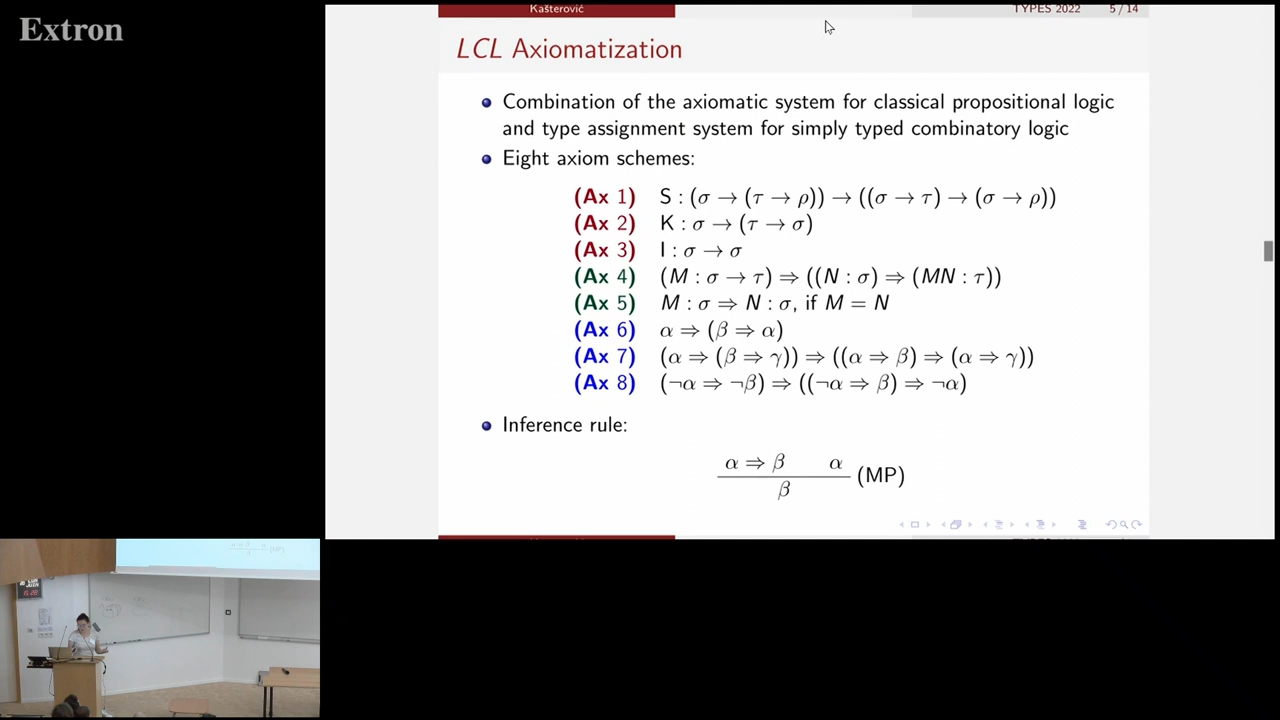 Extron
Kašterović TYPES 2022 5 / 14
LCL Axiomatization
Combination of the axiomatic system for classical propositional logic
and type assignment system for simply typed combinatory logic
Eight axiom schemes:
(Ax 1) S : (σ → (τ → ρ)) → ((σ → τ) → (σ → ρ))
(Ax 2) K : σ → (τ → σ)
(Ax 3) I : σ → σ
(Ax 4) (M : σ → τ) ⇒ ((N : σ) ⇒ (MN : τ))
(Ax 5) M : σ ⇒ N : σ, if M = N
(Ax 6) α ⇒ (β ⇒ α)
(Ax 7) (α ⇒ (β ⇒ γ)) ⇒ ((α ⇒ β) ⇒ (α ⇒ γ))
(Ax 8) (¬α ⇒ ¬β) ⇒ ((¬α ⇒ β) ⇒ ¬α)
Inference rule:
α ⇒ β α
β
(MP)